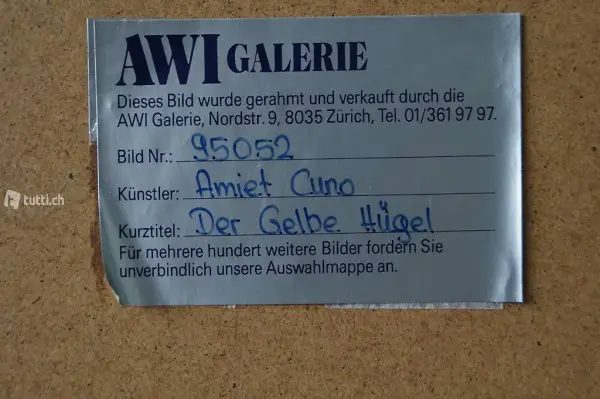 AWI GALERIE
Dieses Bild wurde gerahmt und verkauft durch die
AWI Galerie, Nordstr. 9, 8035 Zürich, Tel. 01/361 97 97.
Bild Nr.: 95052
Künstler: Amiet Cuno
Kurztitel: Der Gelbe Hügel
Für mehrere hundert weitere Bilder fordern Sie
unverbindlich unsere Auswahlmappe an.
tutti.ch